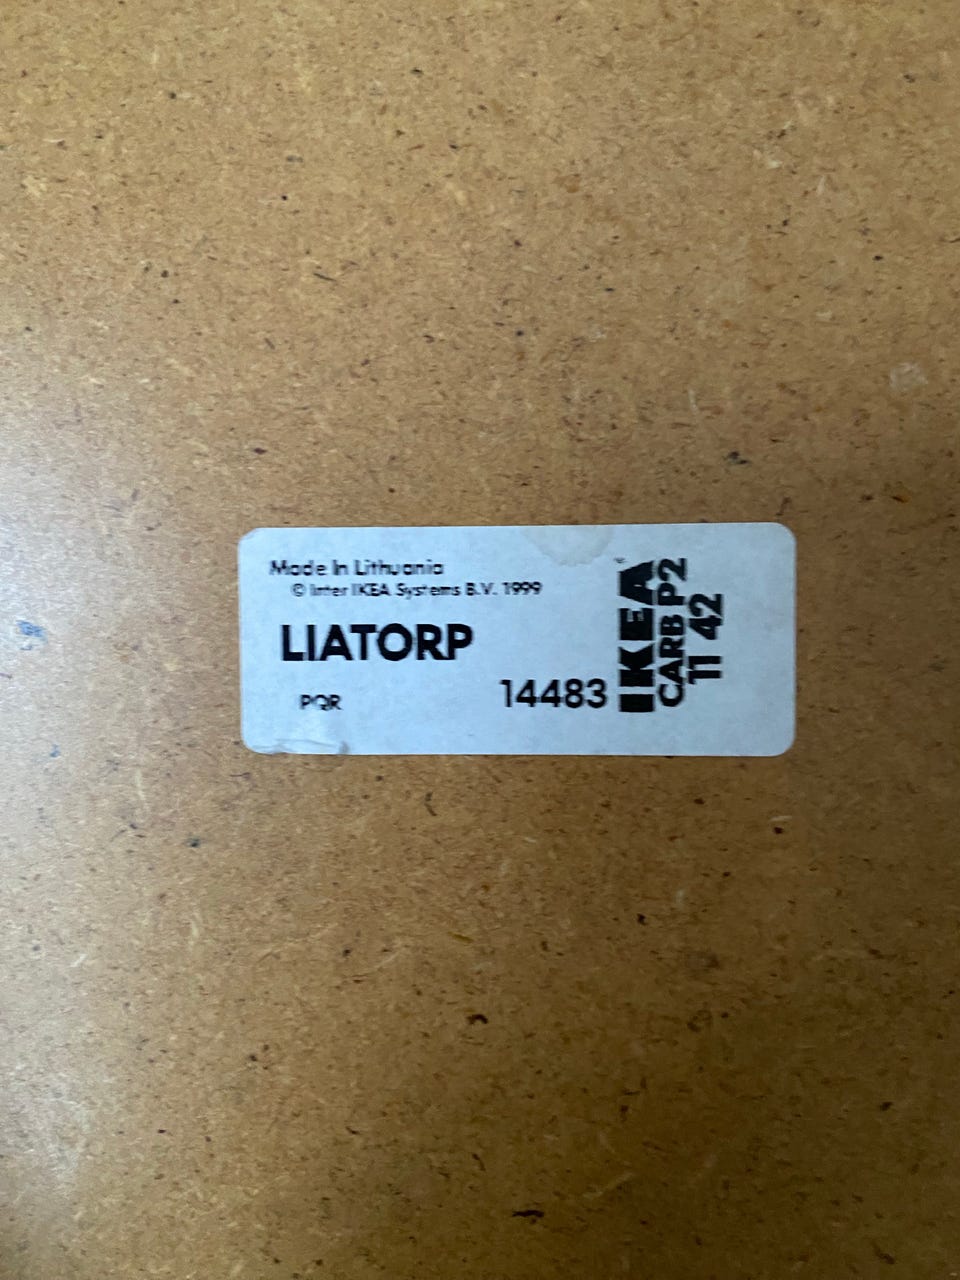 Made In Lithuania
© Inter IKEA Systems B.V. 1999
LIATORP
PQR
14483
IKEA
CARB P2
11 42